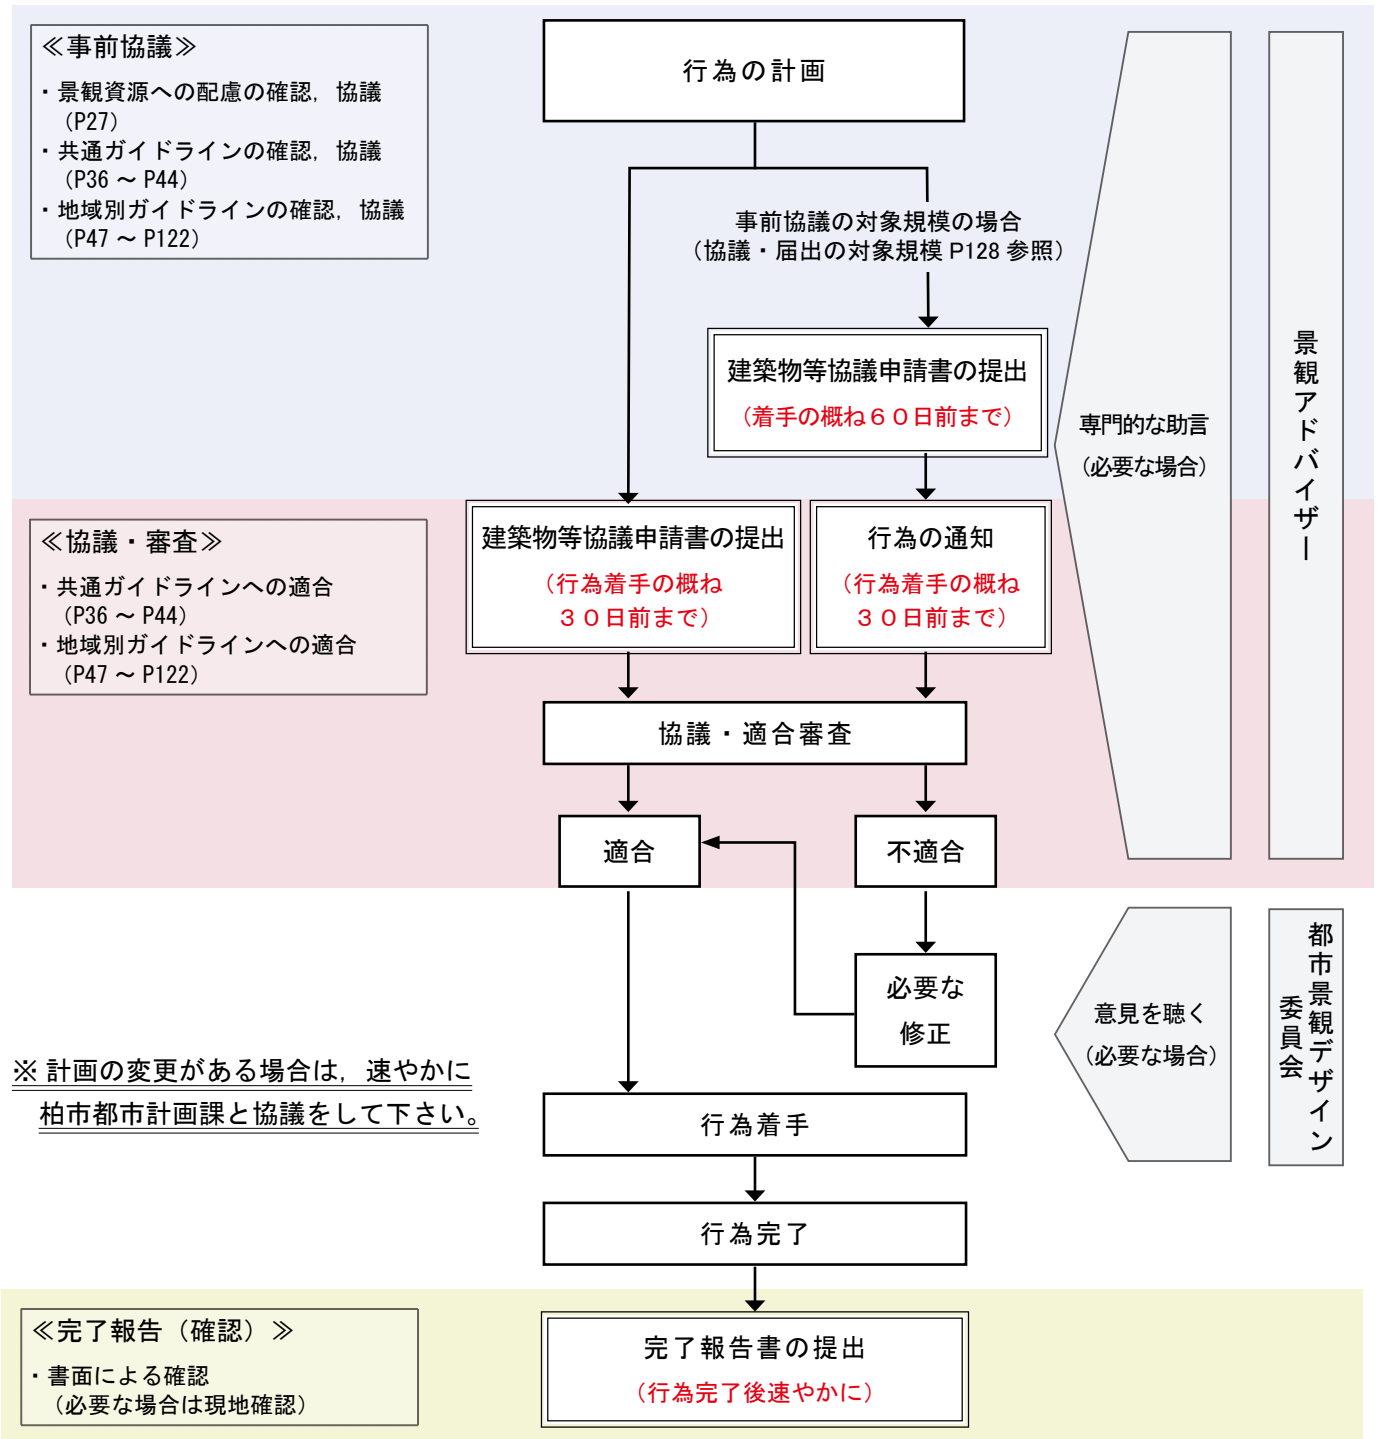 ≪事前協議≫
・景観資源への配慮の確認，協議
（P27）
・共通ガイドラインの確認，協議
（P36 ～ P44）
・地域別ガイドラインの確認，協議
（P47 ～ P122）
行為の計画
事前協議の対象規模の場合
（協議・届出の対象規模 P128 参照）
建築物等協議申請書の提出
（着手の概ね６０日前まで）
専門的な助言
（必要な場合）
景観アドバイザー
≪協議・審査≫
・共通ガイドラインへの適合
（P36 ～ P44）
・地域別ガイドラインへの適合
（P47 ～ P122）
建築物等協議申請書の提出
（行為着手の概ね
３０日前まで）
行為の通知
（行為着手の概ね
３０日前まで）
協議・適合審査
適合
不適合
必要な
修正
意見を聴く
（必要な場合）
都市景観デザイン
委員会
※ 計画の変更がある場合は，速やかに
柏市都市計画課と協議をして下さい。
行為着手
行為完了
≪完了報告（確認）≫
・書面による確認
（必要な場合は現地確認）
完了報告書の提出
（行為完了後速やかに）